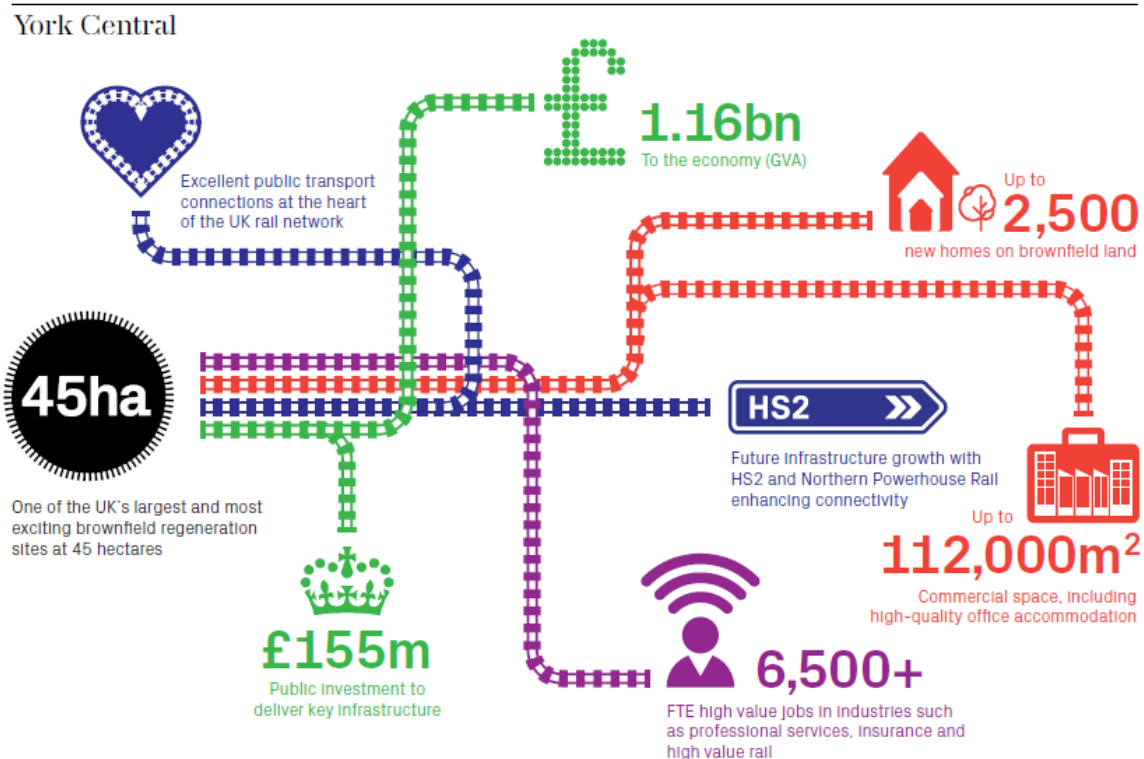 York Central
£
1.16bn
To the economy (GVA)
Excellent public transport
connections at the heart
of the UK rail network
Up to
2,500
new homes on brownfield land
45ha
One of the UK's largest and most
exciting brownfield regeneration
sites at 45 hectares
HS2
Future infrastructure growth with
HS2 and Northern Powerhouse Rail
enhancing connectivity
Up to
112,000m²
Commercial space, including
high-quality office accommodation
£155m
Public investment to
deliver key infrastructure
6,500+
FTE high value jobs in industries such
as professional services, insurance and
high value rail